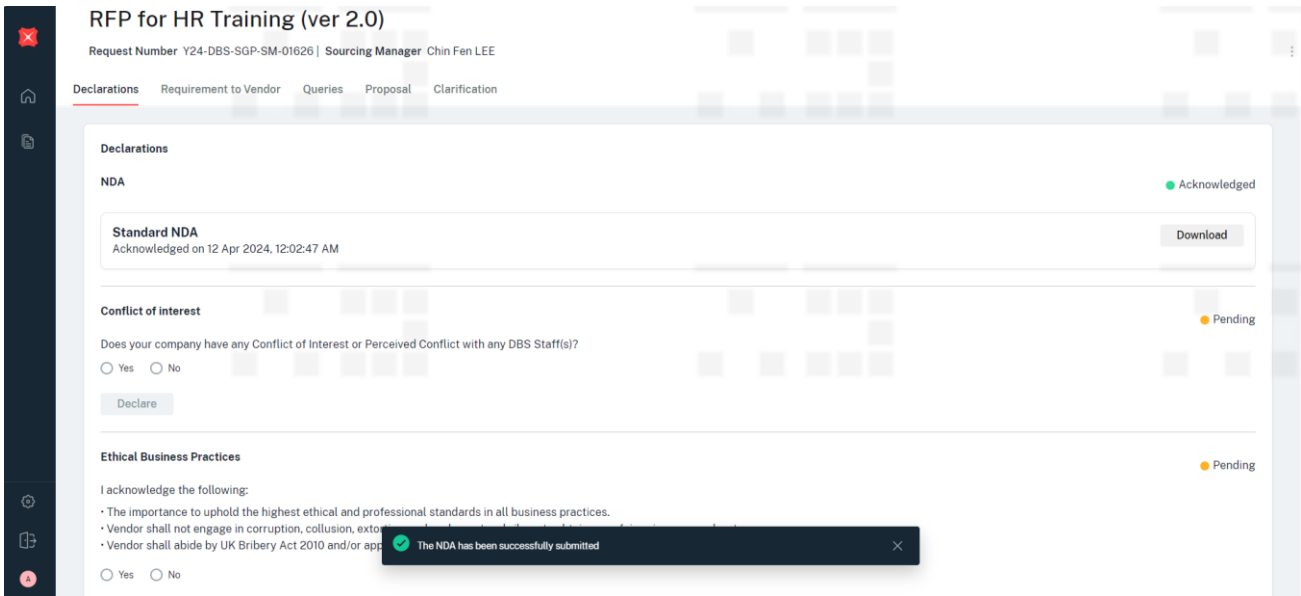 RFP for HR Training (ver 2.0)
Request Number Y24-DBS-SGP-SM-01626 | Sourcing Manager Chin Fen LEE
Declarations Requirement to Vendor Queries Proposal Clarification
Declarations
NDA
Acknowledged
Standard NDA
Acknowledged on 12 Apr 2024, 12:02:47 AM
Download
Conflict of interest
Pending
Does your company have any Conflict of Interest or Perceived Conflict with any DBS Staff(s)?
Yes No
Declare
Ethical Business Practices
Pending
I acknowledge the following:
• The importance to uphold the highest ethical and professional standards in all business practices.
• Vendor shall not engage in corruption, collusion,
• Vendor shall abide by UK Bribery Act 2010 and/or
The NDA has been successfully submitted
Yes No
A